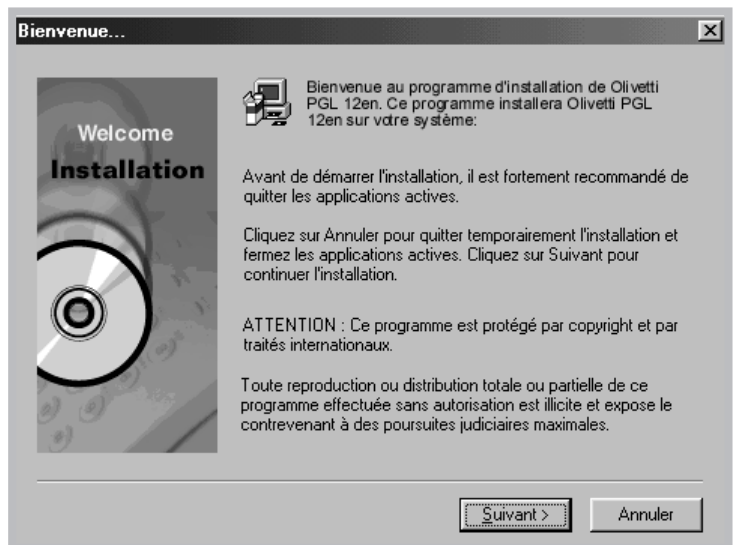 Bienvenue...
Welcome
Installation
Bienvenue au programme d'installation de Olivetti
PGL 12en. Ce programme installera Olivetti PGL
12en sur votre système:
Avant de démarrer l'installation, il est fortement recommandé de
quitter les applications actives.
Cliquez sur Annuler pour quitter temporairement l'installation et
fermez les applications actives. Cliquez sur Suivant pour
continuer l'installation.
ATTENTION : Ce programme est protégé par copyright et par
traités internationaux.
Toute reproduction ou distribution totale ou partielle de ce
programme effectuée sans autorisation est illicite et expose le
contrevenant à des poursuites judiciaires maximales.
Suivant >
Annuler